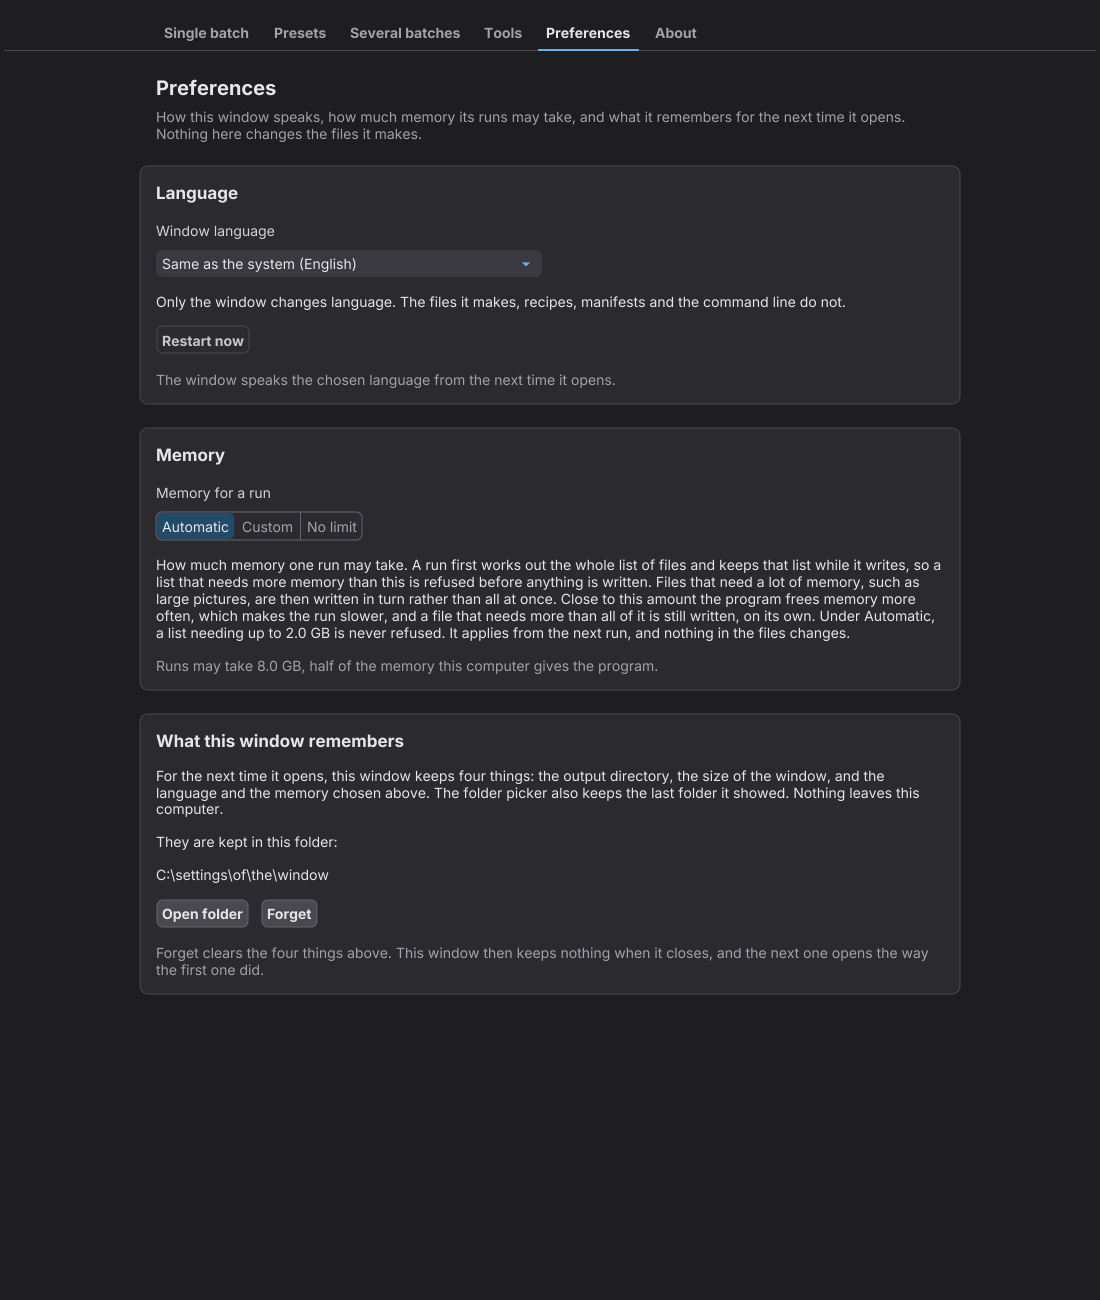 Single batch
Presets
Several batches
Tools
Preferences
About
Preferences
How this window speaks, how much memory its runs may take, and what it remembers for the next time it opens.
Nothing here changes the files it makes.
Language
Window language
Same as the system (English)
Only the window changes language. The files it makes, recipes, manifests and the command line do not.
Restart now
The window speaks the chosen language from the next time it opens.
Memory
Memory for a run
Automatic
Custom
No limit
How much memory one run may take. A run first works out the whole list of files and keeps that list while it writes, so a
list that needs more memory than this is refused before anything is written. Files that need a lot of memory, such as
large pictures, are then written in turn rather than all at once. Close to this amount the program frees memory more
often, which makes the run slower, and a file that needs more than all of it is still written, on its own. Under Automatic,
a list needing up to 2.0 GB is never refused. It applies from the next run, and nothing in the files changes.
Runs may take 8.0 GB, half of the memory this computer gives the program.
What this window remembers
For the next time it opens, this window keeps four things: the output directory, the size of the window, and the
language and the memory chosen above. The folder picker also keeps the last folder it showed. Nothing leaves this
computer.
They are kept in this folder:
C:\settings\of\the\window
Open folder
Forget
Forget clears the four things above. This window then keeps nothing when it closes, and the next one opens the way
the first one did.